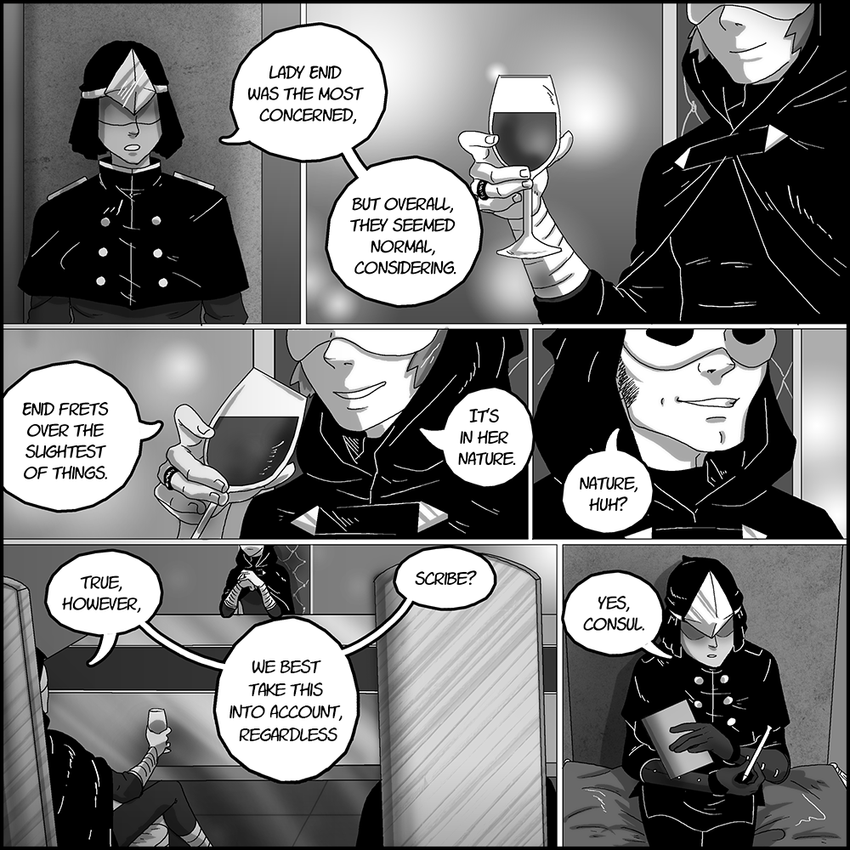 LADY ENID
WAS THE MOST
CONCERNED,
BUT OVERALL,
THEY SEEMED
NORMAL,
CONSIDERING.
ENID FRETS
OVER THE
SLIGHTEST
OF THINGS.
IT'S
IN HER
NATURE.
NATURE,
HUH?
TRUE,
HOWEVER,
WE BEST
TAKE THIS
INTO ACCOUNT,
REGARDLESS
SCRIBE?
YES,
CONSUL.